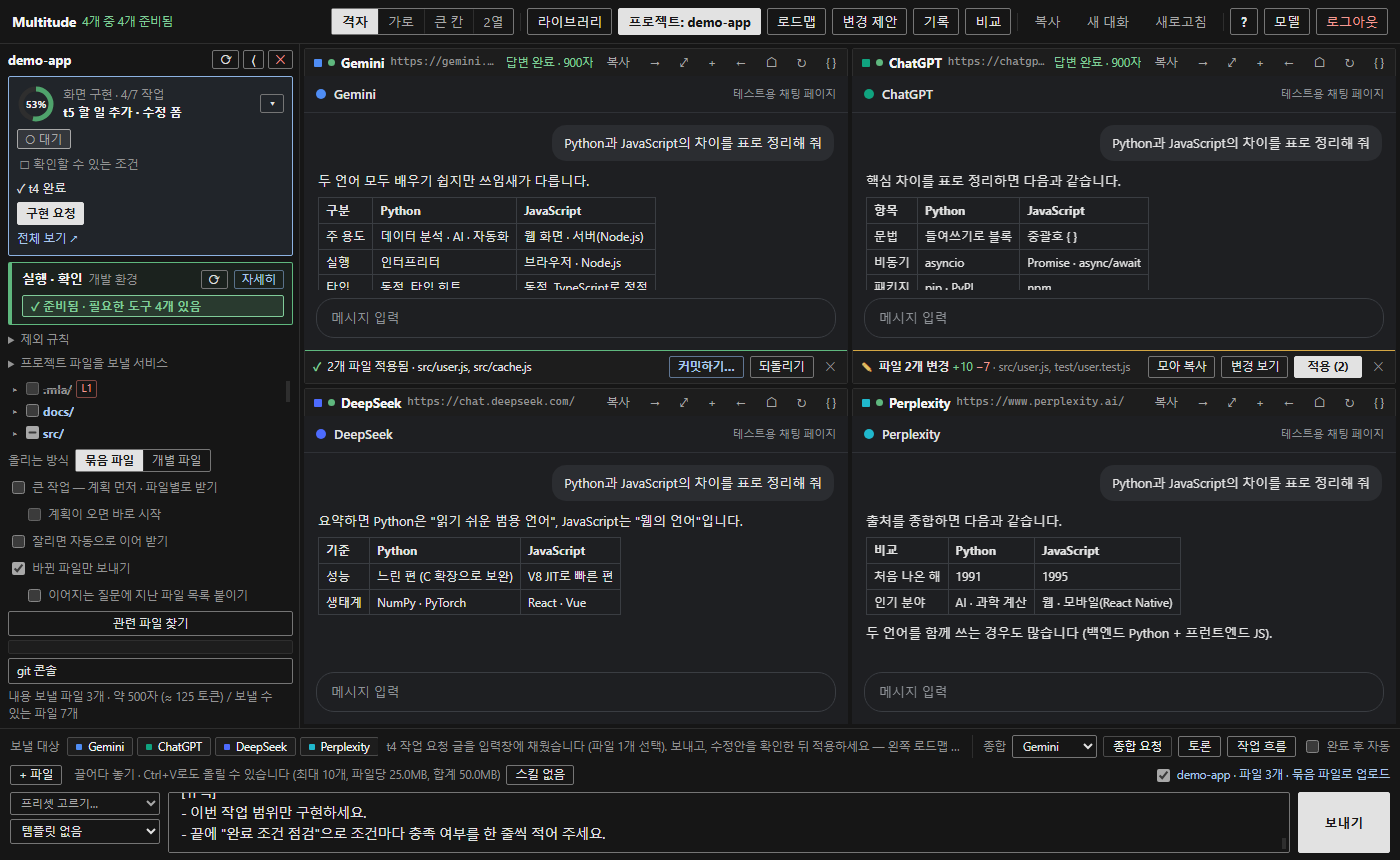 Multitude 4개 중 4개 준비됨
격자 가로 큰 칸 2열 라이브러리 프로젝트: demo-app 로드맵 변경 제안 기록 비교 복사 새 대화 새로고침 ? 모델 로그아웃
demo-app
53% 화면 구현 · 4/7 작업
t5 할 일 추가 · 수정 폼
○ 대기
□ 확인할 수 있는 조건
✓ t4 완료
구현 요청
전체 보기 ↗
실행 · 확인 개발 환경 자세히
✓ 준비됨 · 필요한 도구 4개 있음
▸ 제외 규칙
▸ 프로젝트 파일을 보낼 서비스
.mla/ L1
docs/
src/
올리는 방식 묶음 파일 개별 파일
큰 작업 — 계획 먼저 · 파일별로 받기
계획이 오면 바로 시작
잘리면 자동으로 이어 받기
바뀐 파일만 보내기
이어지는 질문에 지난 파일 목록 붙이기
관련 파일 찾기
git 콘솔
내용 보낼 파일 3개 · 약 500자 (≈ 125 토큰) / 보낼 수
있는 파일 7개
Gemini https://gemini.... 답변 완료 · 900자 복사 → ⤢ + ← ☖ ↻ { }
Gemini 테스트용 채팅 페이지
Python과 JavaScript의 차이를 표로 정리해 줘
두 언어 모두 배우기 쉽지만 쓰임새가 다릅니다.
구분 Python JavaScript
주 용도 데이터 분석 · AI · 자동화 웹 화면 · 서버(Node.js)
실행 인터프리터 브라우저 · Node.js
타입 동적, 타입 힌트 동적, TypeScript로 정적
메시지 입력
✓ 2개 파일 적용됨 · src/user.js, src/cache.js 커밋하기... 되돌리기 ✕
ChatGPT https://chatgp... 답변 완료 · 900자 복사 → ⤢ + ← ☖ ↻ { }
ChatGPT 테스트용 채팅 페이지
Python과 JavaScript의 차이를 표로 정리해 줘
핵심 차이를 표로 정리하면 다음과 같습니다.
항목 Python JavaScript
문법 들여쓰기로 블록 중괄호 { }
비동기 asyncio Promise · async/await
패키지 pip · PyPI npm
메시지 입력
파일 2개 변경 +10 −7 · src/user.js, test/user.test.js 모아 복사 변경 보기 적용 (2) ✕
DeepSeek https://chat.deepseek.com/ 복사 → ⤢ + ← ☖ ↻ { }
DeepSeek 테스트용 채팅 페이지
Python과 JavaScript의 차이를 표로 정리해 줘
요약하면 Python은 "읽기 쉬운 범용 언어", JavaScript는 "웹의 언어"입니다.
기준 Python JavaScript
성능 느린 편 (C 확장으로 보완) V8 JIT로 빠른 편
생태계 NumPy · PyTorch React · Vue
메시지 입력
Perplexity https://www.perplexity.ai/ 복사 → ⤢ + ← ☖ ↻ { }
Perplexity 테스트용 채팅 페이지
Python과 JavaScript의 차이를 표로 정리해 줘
출처를 종합하면 다음과 같습니다.
비교 Python JavaScript
처음 나온 해 1991 1995
인기 분야 AI · 과학 계산 웹 · 모바일(React Native)
두 언어를 함께 쓰는 경우도 많습니다 (백엔드 Python + 프런트엔드 JS).
메시지 입력
보낼 대상 Gemini ChatGPT DeepSeek Perplexity t4 작업 요청 글을 입력창에 채웠습니다 (파일 1개 선택). 보내고, 수정안을 확인한 뒤 적용하세요 — 왼쪽 로드맵 ... 종합 Gemini 종합 요청 토론 작업 흐름 완료 후 자동
+ 파일 끌어다 놓기 · Ctrl+V로도 올릴 수 있습니다 (최대 10개, 파일당 25.0MB, 합계 50.0MB) 스킬 없음 demo-app · 파일 3개 · 묶음 파일로 업로드
프리셋 고르기...
템플릿 없음
- 이번 작업 범위만 구현하세요.
- 끝에 "완료 조건 점검"으로 조건마다 충족 여부를 한 줄씩 적어 주세요.
보내기